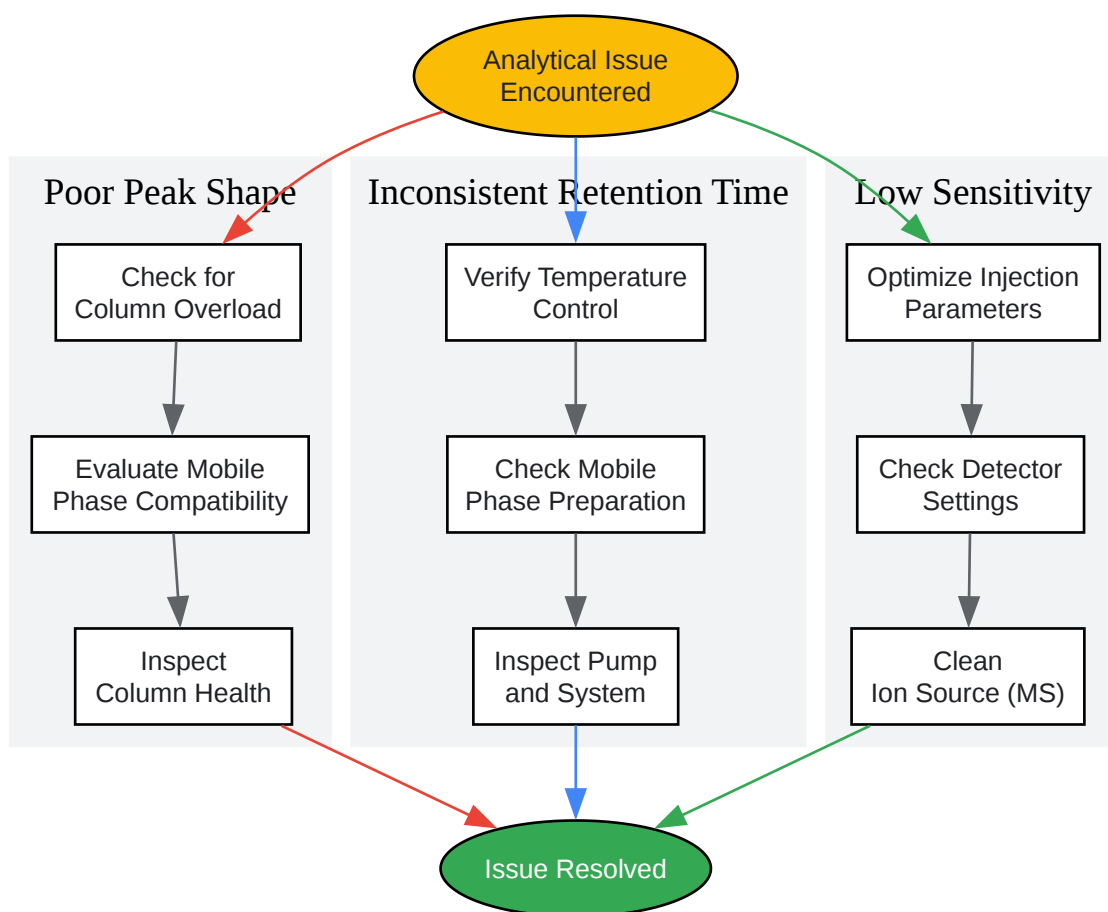 Analytical Issue
Encountered
Poor Peak Shape
Inconsistent Retention Time
Low Sensitivity
Check for
Column Overload
Verify Temperature
Control
Optimize Injection
Parameters
Evaluate Mobile
Phase Compatibility
Check Mobile
Phase Preparation
Check Detector
Settings
Inspect
Column Health
Inspect Pump
and System
Clean
Ion Source (MS)
Issue Resolved